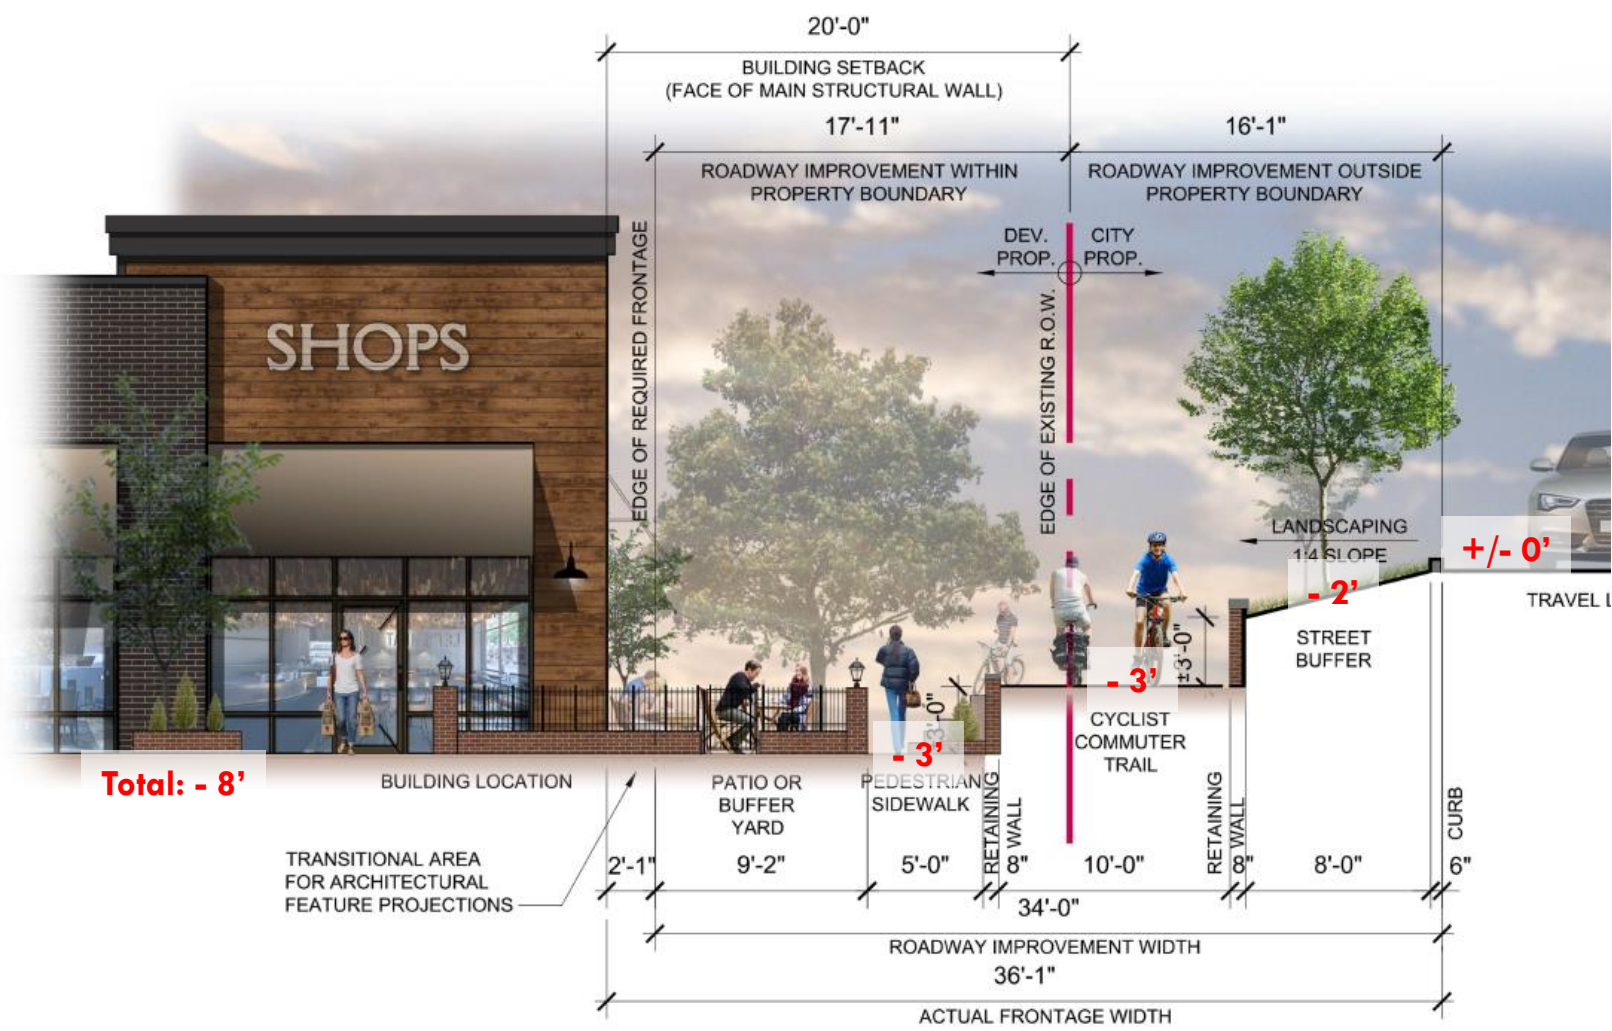 20'-0"
BUILDING SETBACK
(FACE OF MAIN STRUCTURAL WALL)
17'-11"
16'-1"
ROADWAY IMPROVEMENT WITHIN
PROPERTY BOUNDARY
ROADWAY IMPROVEMENT OUTSIDE
PROPERTY BOUNDARY
DEV.
PROP.
CITY
PROP.
EDGE OF REQUIRED FRONTAGE
EDGE OF EXISTING R.O.W.
SHOPS
LANDSCAPING
1:4 SLOPE
+/- 0'
- 2'
TRAVEL L
STREET
BUFFER
±3'-0"
- 3'
3'-0"
- 3'
CYCLIST
COMMUTER
TRAIL
Total: - 8'
BUILDING LOCATION
PATIO OR
BUFFER
YARD
PEDESTRIAN
SIDEWALK
RETAINING
WALL
RETAINING
WALL
CURB
TRANSITIONAL AREA
FOR ARCHITECTURAL
FEATURE PROJECTIONS
2'-1"
9'-2"
5'-0"
8"
10'-0"
8"
8'-0"
6"
34'-0"
ROADWAY IMPROVEMENT WIDTH
36'-1"
ACTUAL FRONTAGE WIDTH